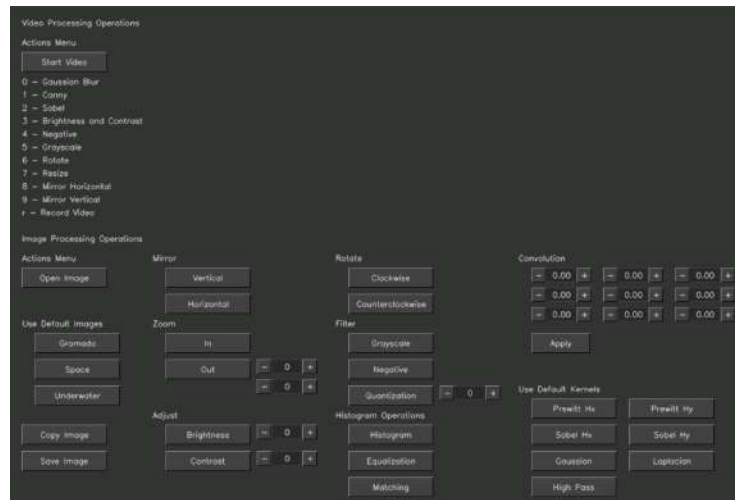 Video Processing Operations
Actions Menu
Start Video
0 - Gaussian Blur
1 - Canny
2 - Sobel
3 - Brightness and Contrast
4 - Negative
5 - Grayscale
6 - Rotate
7 - Resize
8 - Mirror Horizontal
9 - Mirror Vertical
r - Record Video
Image Processing Operations
Actions Menu
Open Image
Use Default Images
Gramado
Space
Underwater
Copy Image
Save Image
Mirror
Vertical
Horizontal
Zoom
In
Out
- 0 +
- 0 +
Adjust
Brightness
- 0 +
Contrast
- 0 +
Rotate
Clockwise
Counterclockwise
Filter
Grayscale
Negative
Quantization
- 0 +
Histogram Operations
Histogram
Equalization
Matching
Convolution
- 0.00 + - 0.00 + - 0.00 +
- 0.00 + - 0.00 + - 0.00 +
- 0.00 + - 0.00 + - 0.00 +
Apply
Use Default Kernels
Prewitt Hx
Prewitt Hy
Sobel Hx
Sobel Hy
Gaussian
Laplacian
High Pass